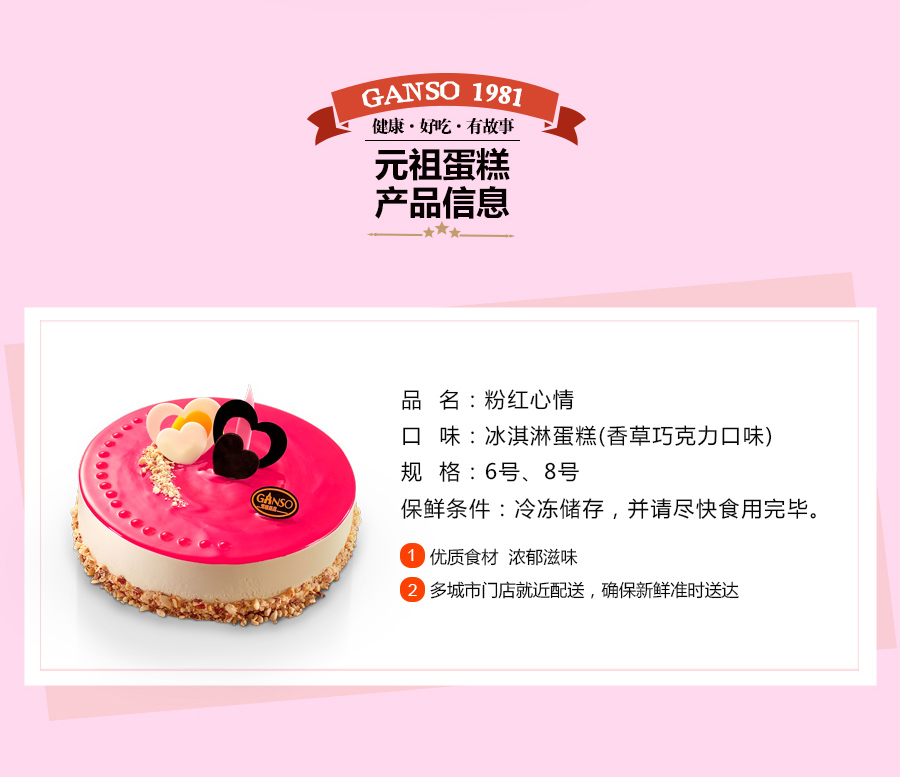 GANSO 1981
健康·好吃·有故事
元祖蛋糕
产品信息
品 名：粉红心情
口 味：冰淇淋蛋糕(香草巧克力口味)
规 格：6号、8号
保鲜条件：冷冻储存，并请尽快食用完毕。
1 优质食材 浓郁滋味
2 多城市门店就近配送，确保新鲜准时送达
GANSO